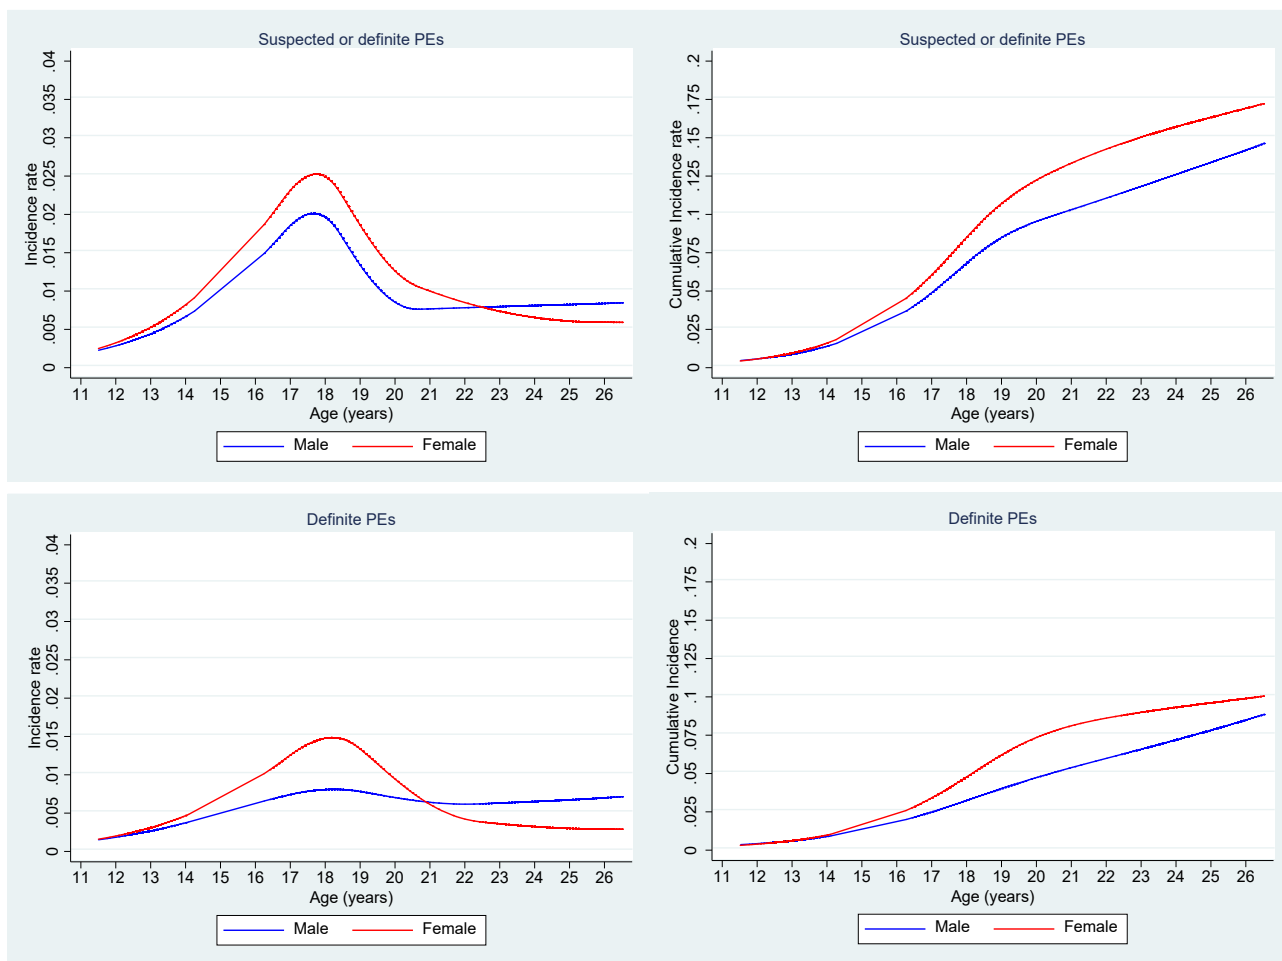 Suspected or definite PEs
Incidence rate
0 .005 .01 .015 .02 .025 .03 .035 .04
11 12 13 14 15 16 17 18 19 20 21 22 23 24 25 26
Age (years)
Male Female
Suspected or definite PEs
Cumulative Incidence rate
0 .025 .05 .075 .1 .125 .15 .175 .2
11 12 13 14 15 16 17 18 19 20 21 22 23 24 25 26
Age (years)
Male Female
Definite PEs
Incidence rate
0 .005 .01 .015 .02 .025 .03 .035 .04
11 12 13 14 15 16 17 18 19 20 21 22 23 24 25 26
Age (years)
Male Female
Definite PEs
Cumulative Incidence
0 .025 .05 .075 .1 .125 .15 .175 .2
11 12 13 14 15 16 17 18 19 20 21 22 23 24 25 26
Age (years)
Male Female